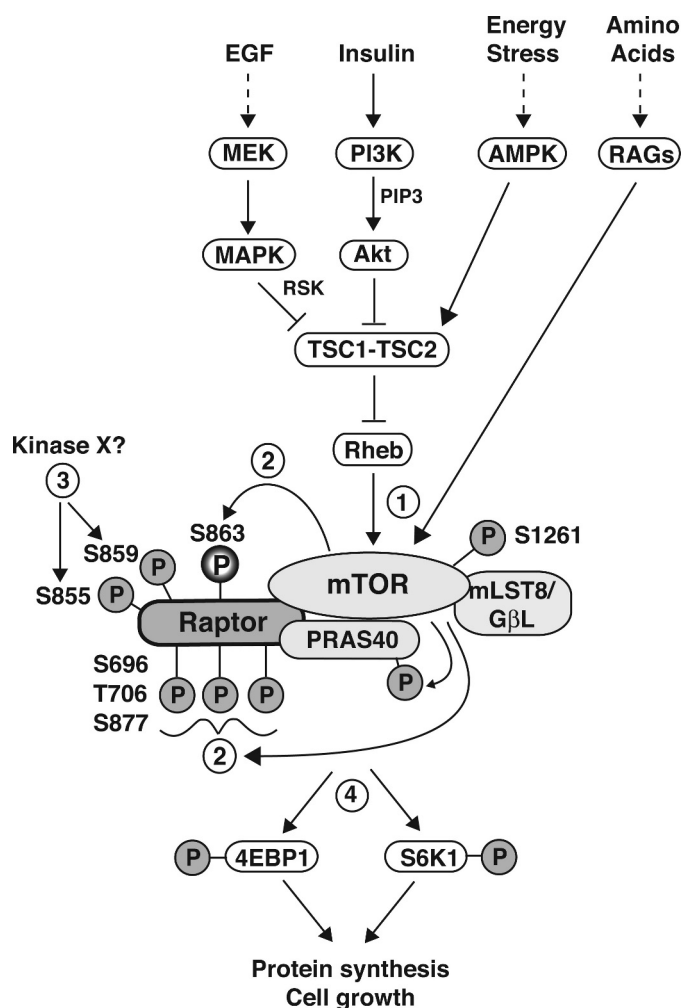 Energy
Stress
Amino
Acids
EGF
Insulin
MEK
PI3K
AMPK
RAGs
PIP3
MAPK
Akt
RSK
TSC1-TSC2
Kinase X?
3
2
Rheb
1
S863
S859
S855
P
P
P
P
S1261
mTOR
mLST8/
GβL
Raptor
PRAS40
S696
T706
S877
P
P
P
P
2
4
P
4EBP1
S6K1
P
Protein synthesis
Cell growth